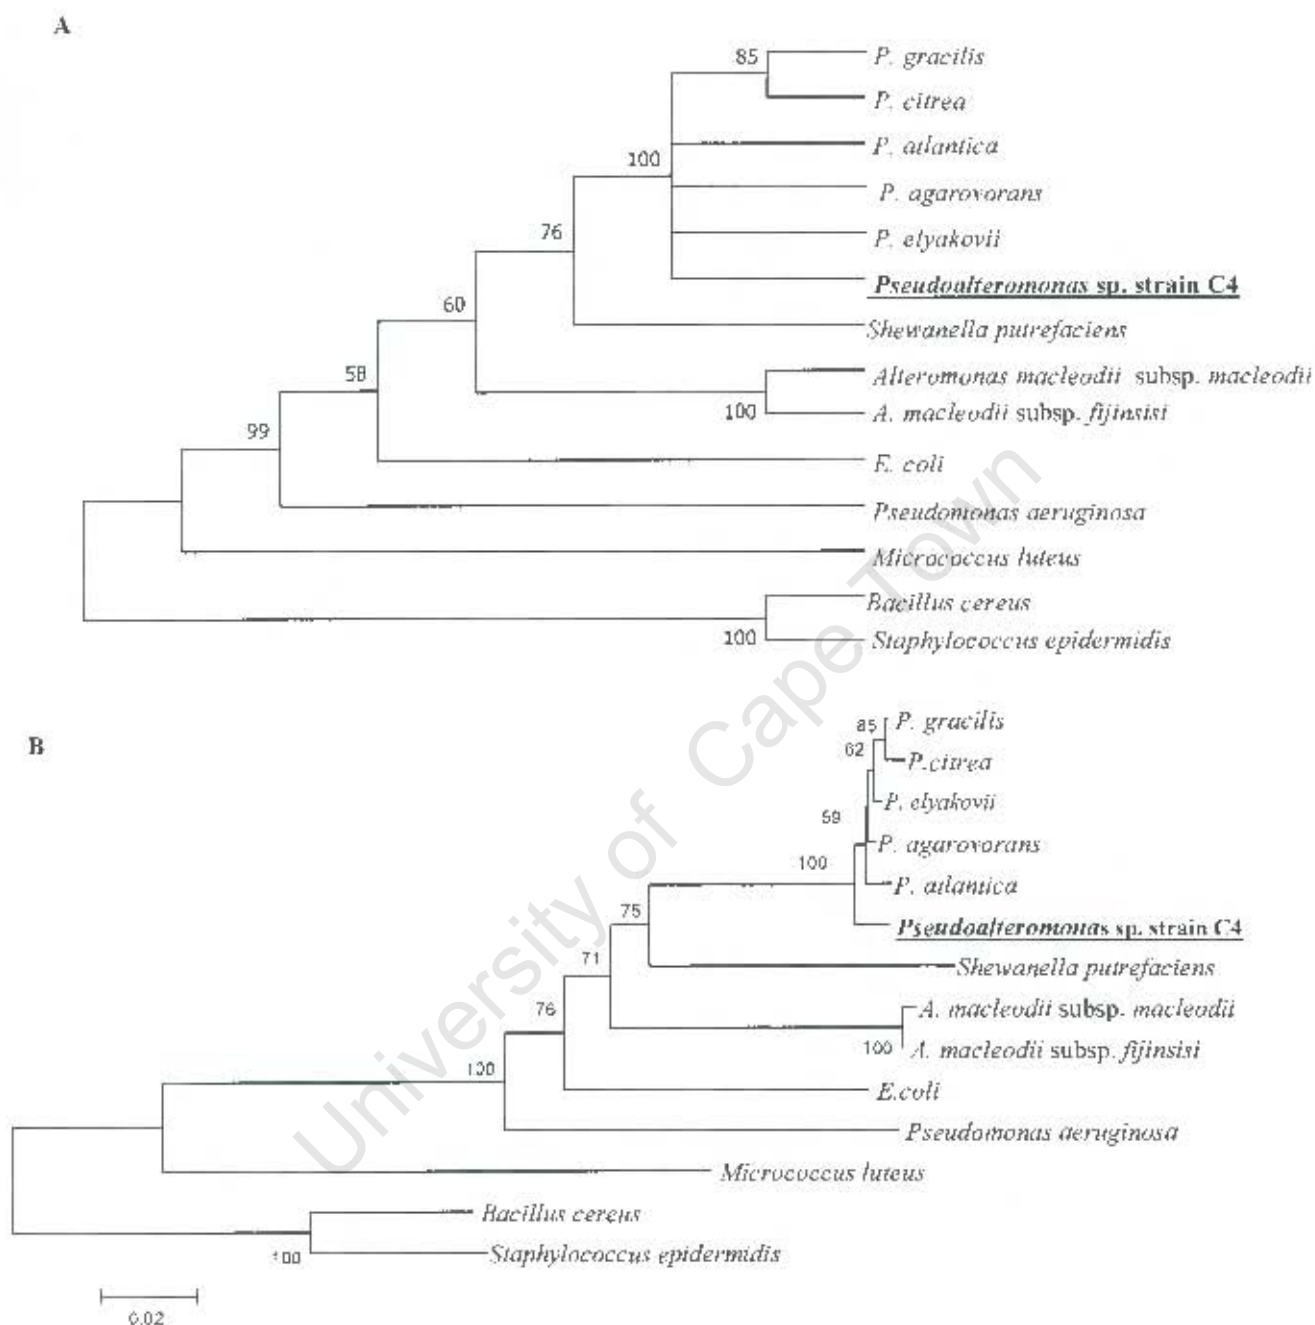 A
85
P. gracilis
P. citrea
P. atlantica
100
P. agarovorans
76
P. elyakovii
Pseudoalteromonas sp. strain C4
60
Shewanella putrefaciens
58
Alteromonas macleodii subsp. macleodii
100
A. macleodii subsp. fijinsisi
99
E. coli
Pseudomonas aeruginosa
Micrococcus luteus
Bacillus cereus
100
Staphylococcus epidermidis
B
85
P. gracilis
62
P.citrea
P. elyakovii
59
P. agarovorans
100
P. atlantica
75
Pseudoalteromonas sp. strain C4
71
Shewanella putrefaciens
76
A. macleodii subsp. macleodii
100
A. macleodii subsp. fijinsisi
100
E.coli
Pseudomonas aeruginosa
Micrococcus luteus
Bacillus cereus
100
Staphylococcus epidermidis
0.02
University of Cape Town